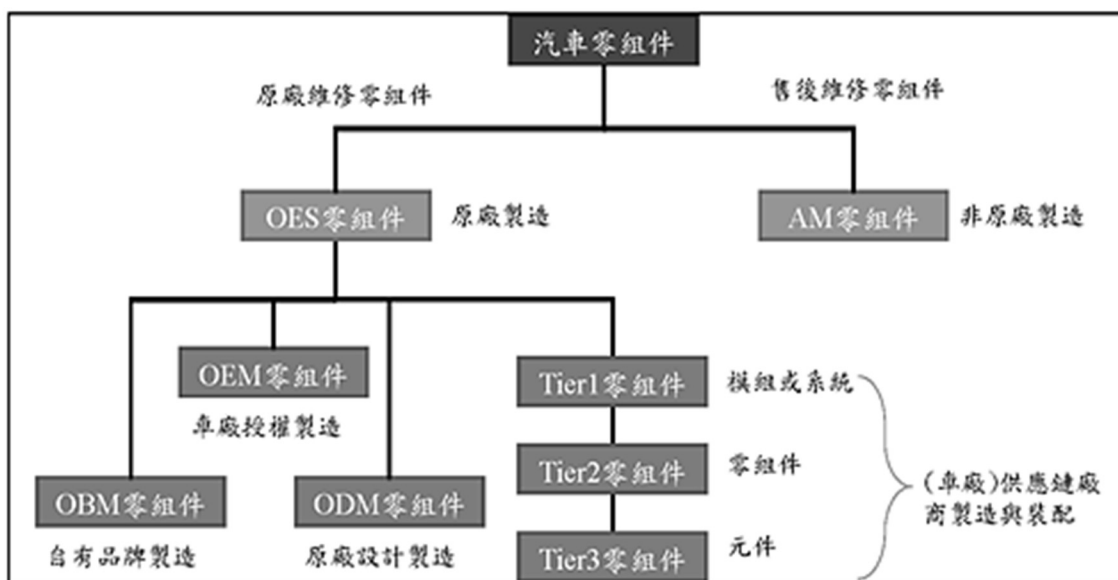 汽車零組件
原廠維修零組件
售後維修零組件
OES零組件
原廠製造
AM零組件
非原廠製造
OEM零組件
車廠授權製造
Tier1零組件
模組或系統
OBM零組件
自有品牌製造
ODM零組件
原廠設計製造
Tier2零組件
零組件
Tier3零組件
元件
(車廠)供應鏈廠
商製造與裝配